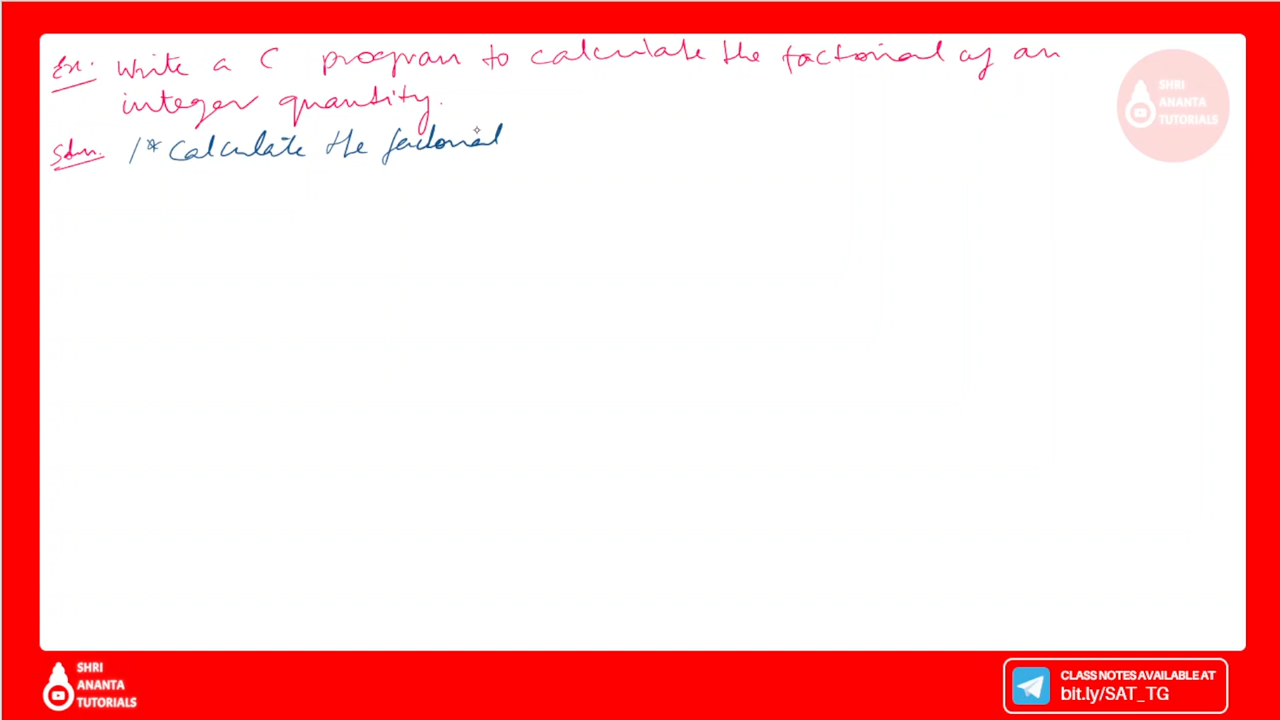 Ex. Write a C program to calculate the factorial of an
integer quantity.
Soln. /* Calculate the factorial
SHRI
ANANTA
TUTORIALS
SHRI
ANANTA
TUTORIALS
CLASS NOTES AVAILABLE AT
bit.ly/SAT_TG